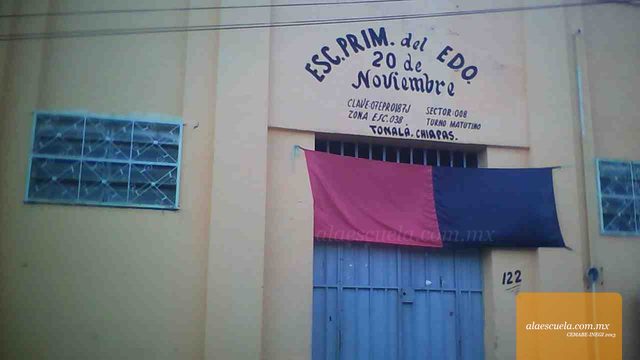 ESC. PRIM. del EDO.
20 de
Noviembre
CLAVE:07EPR0187J SECTOR:008
ZONA ESC. 038. TURNO MATUTINO
TONALÁ, CHIAPAS.
alaescuela.com.mx
122
alaescuela.com.mx
CEMABE-INEGI 2013